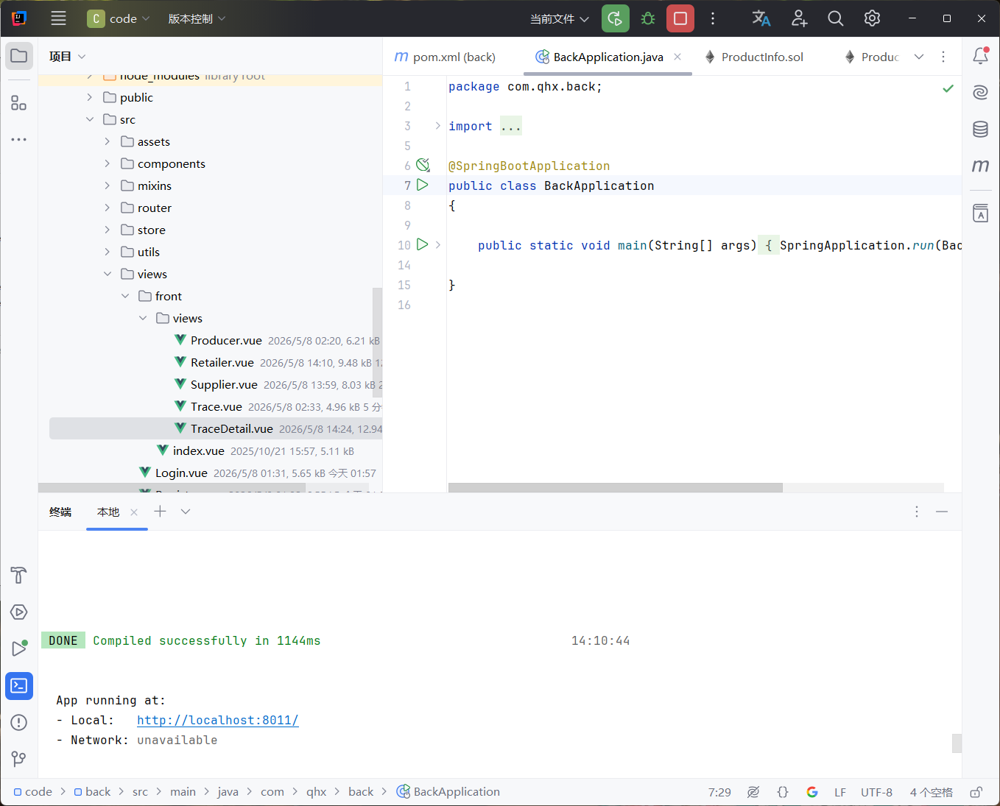 C code 版本控制 当前文件
项目
pom.xml (back) BackApplication.java ProductInfo.sol Produc
node_modules library root
public
src
assets
components
mixins
router
store
utils
views
front
views
Producer.vue 2026/5/8 02:20, 6.21 kB
Retailer.vue 2026/5/8 14:10, 9.48 kB 1
Supplier.vue 2026/5/8 13:59, 8.03 kB 2
Trace.vue 2026/5/8 02:33, 4.96 kB 5 分
TraceDetail.vue 2026/5/8 14:24, 12.94
index.vue 2025/10/21 15:57, 5.11 kB
Login.vue 2026/5/8 01:31, 5.65 kB 今天 01:57
1 package com.qhx.back;
2
3 import ...
5
6 @SpringBootApplication
7 public class BackApplication
8 {
9
10 public static void main(String[] args) { SpringApplication.run(Bac
14
15 }
16
终端 本地
DONE Compiled successfully in 1144ms 14:10:44
App running at:
- Local: http://localhost:8011/
- Network: unavailable
code > back > src > main > java > com > qhx > back > BackApplication 7:29 LF UTF-8 4 个空格